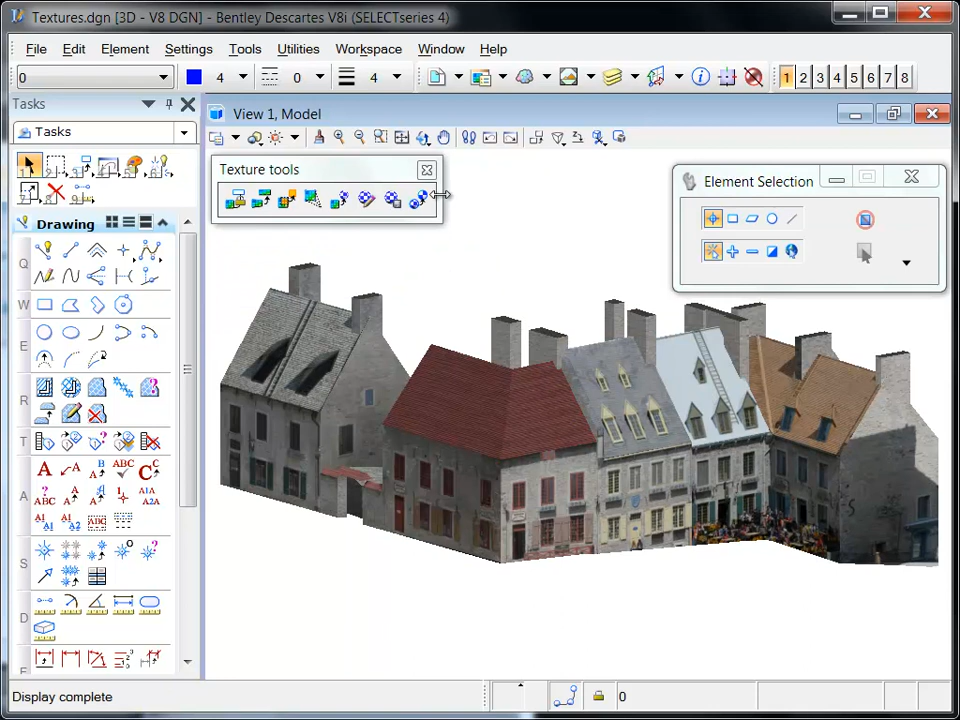 Textures.dgn [3D - V8 DGN] - Bentley Descartes V8i (SELECTseries 4)
File Edit Element Settings Tools Utilities Workspace Window Help
0 4 0 4 1 2 3 4 5 6 7 8
Tasks
View 1, Model
Tasks
Texture tools
Element Selection
Drawing
Q
W
E
R
T
A
S
D
Display complete
0